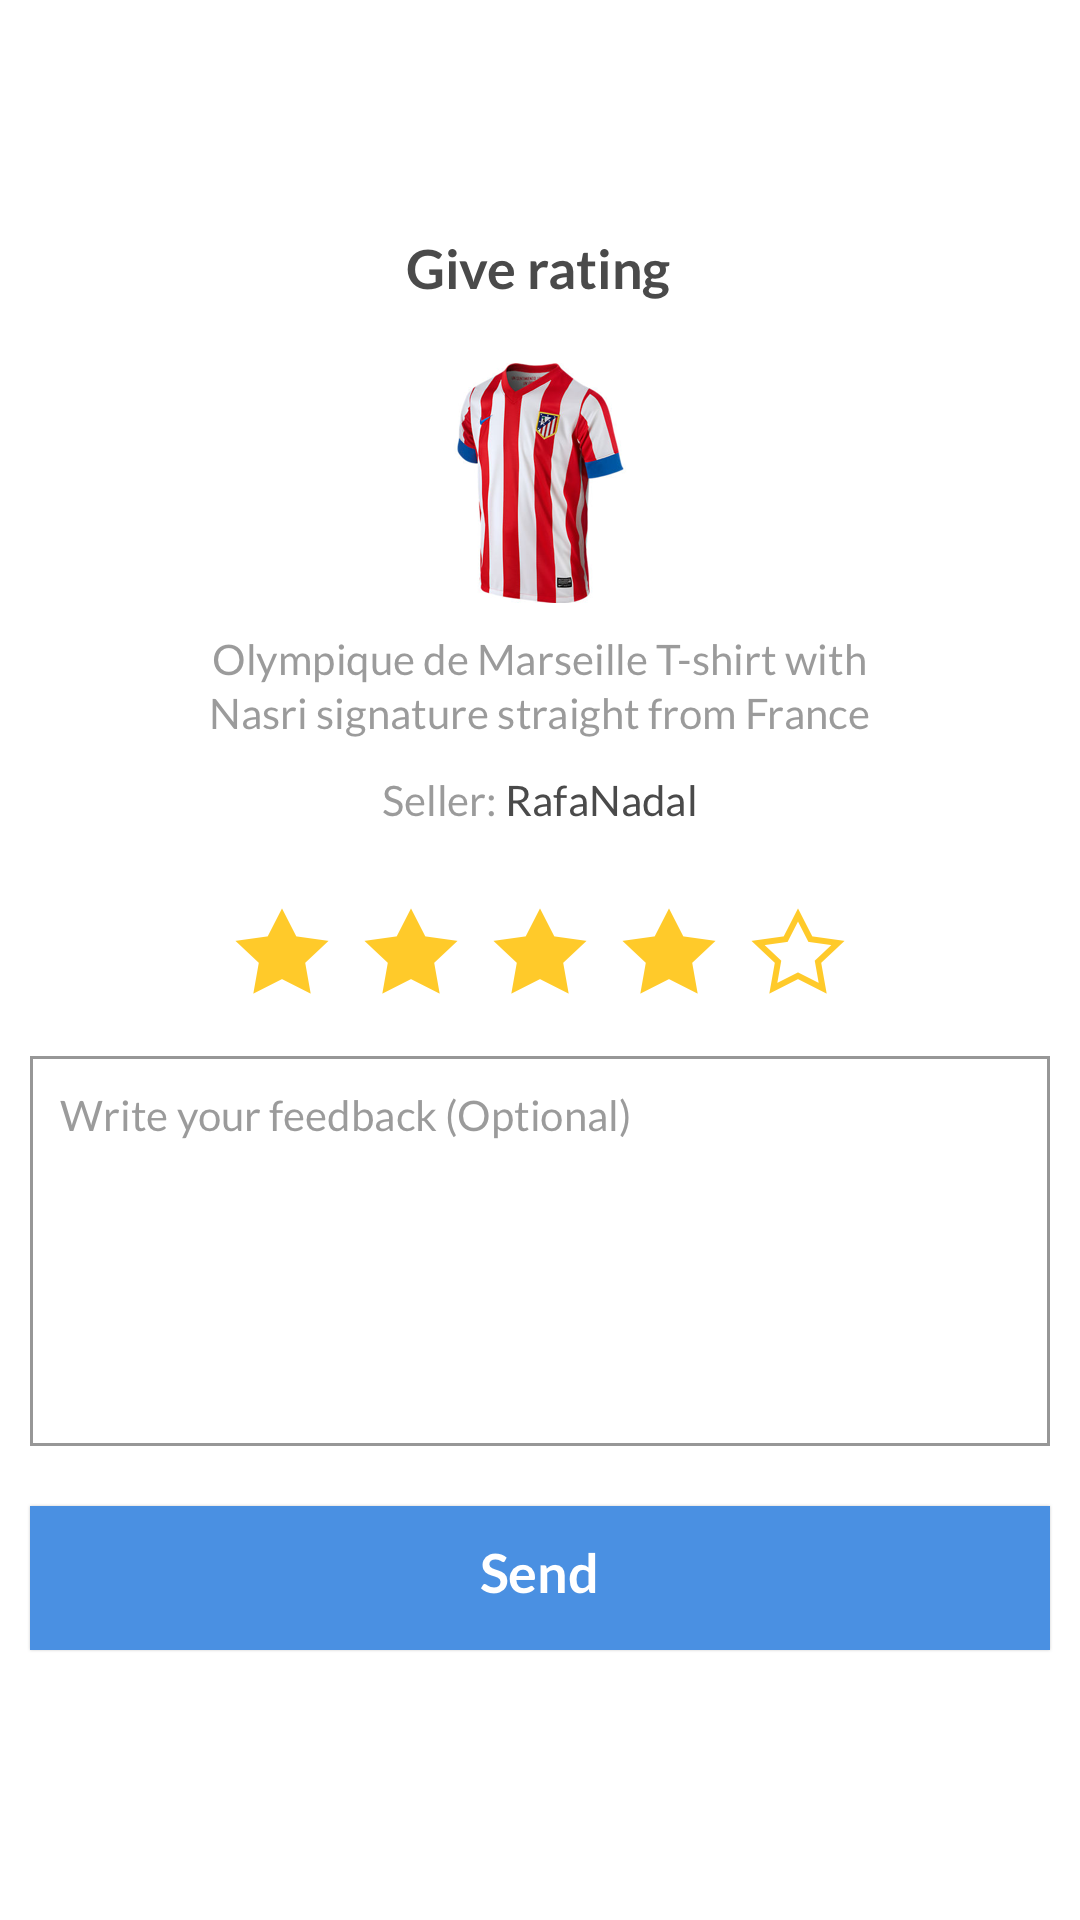 Give rating
Olympique de Marseille T-shirt with
Nasri signature straight from France
Seller: RafaNadal
Write your feedback (Optional)
Send